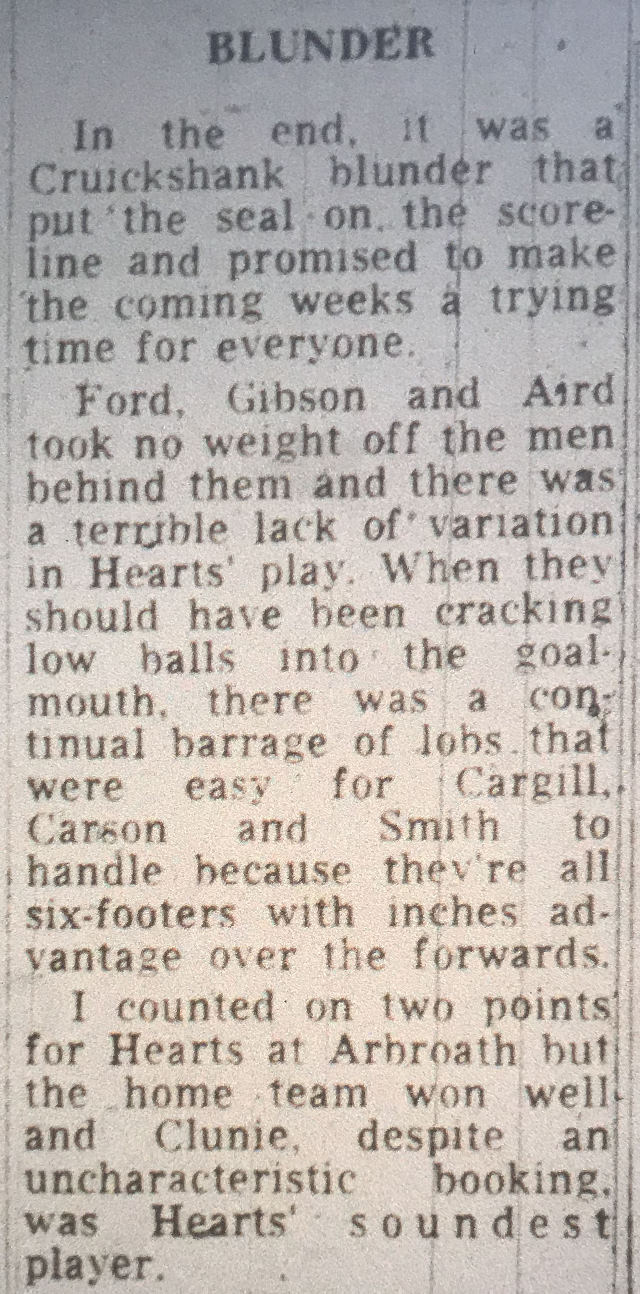 BLUNDER
In the end, it was a
Cruickshank blunder that
put the seal on the score-
line and promised to make
the coming weeks a trying
time for everyone.
Ford, Gibson and Aird
took no weight off the men
behind them and there was
a terrible lack of variation
in Hearts' play. When they
should have been cracking
low balls into the goal-
mouth, there was a con-
tinual barrage of lobs that
were easy for Cargill,
Carson and Smith to
handle because they're all
six-footers with inches ad-
vantage over the forwards.
I counted on two points
for Hearts at Arbroath but
the home team won well
and Clunie, despite an
uncharacteristic booking,
was Hearts' soundest
player.